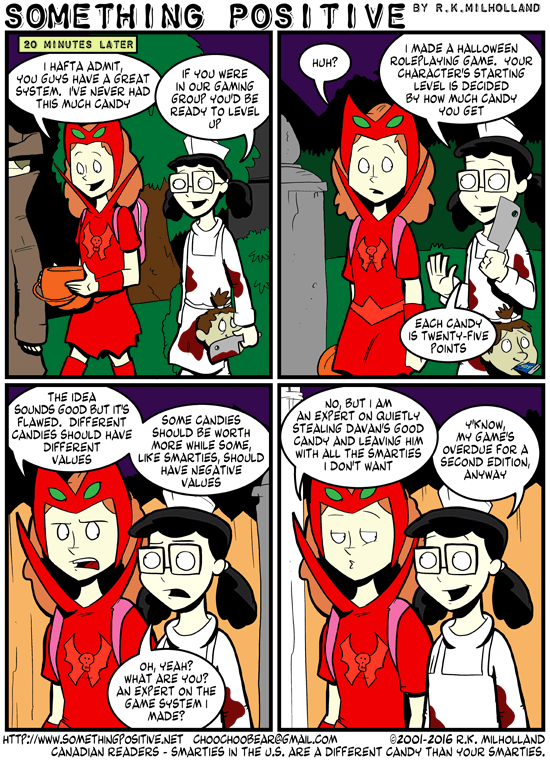 SOMETHING POSITIVE BY R.K.MILHOLLAND
20 MINUTES LATER
I HAFTA ADMIT,
YOU GUYS HAVE A GREAT
SYSTEM. I'VE NEVER HAD
THIS MUCH CANDY
IF YOU WERE
IN OUR GAMING
GROUP YOU'D BE
READY TO LEVEL
UP
HUH?
I MADE A HALLOWEEN
ROLEPLAYING GAME. YOUR
CHARACTER'S STARTING
LEVEL IS DECIDED
BY HOW MUCH CANDY
YOU GET
EACH CANDY
IS TWENTY-FIVE
POINTS
THE IDEA
SOUNDS GOOD BUT IT'S
FLAWED. DIFFERENT
CANDIES SHOULD HAVE
DIFFERENT
VALUES
SOME CANDIES
SHOULD BE WORTH
MORE WHILE SOME,
LIKE SMARTIES, SHOULD
HAVE NEGATIVE
VALUES
OH, YEAH?
WHAT ARE YOU?
AN EXPERT ON THE
GAME SYSTEM I
MADE?
NO, BUT I AM
AN EXPERT ON QUIETLY
STEALING DAVAN'S GOOD
CANDY AND LEAVING HIM
WITH ALL THE SMARTIES
I DON'T WANT
Y'KNOW,
MY GAME'S
OVERDUE FOR A
SECOND EDITION,
ANYWAY
HTTP://WWW.SOMETHINGPOSITIVE.NET CHOOCHOOBEAR@GMAIL.COM ©2001-2016 R.K. MILHOLLAND
CANADIAN READERS - SMARTIES IN THE U.S. ARE A DIFFERENT CANDY THAN YOUR SMARTIES.